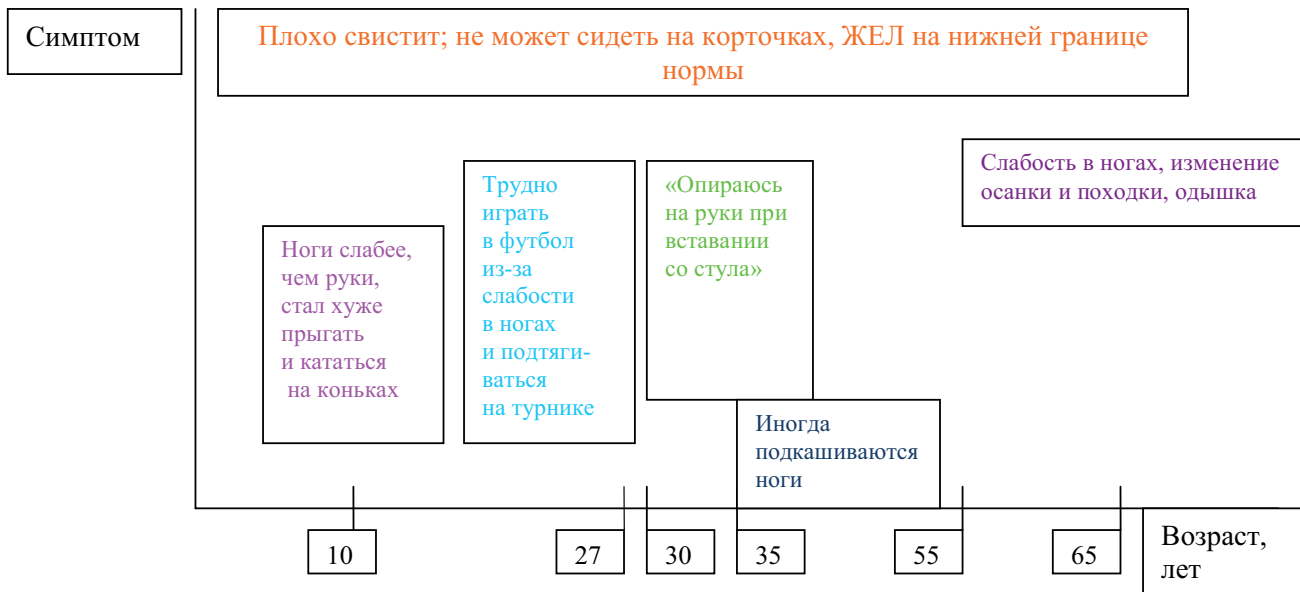 Симптом
Плохо свистит; не может сидеть на корточках, ЖЕЛ на нижней границе
нормы
Ноги слабее,
чем руки,
стал хуже
прыгать
и кататься
на коньках
Трудно
играть
в футбол
из-за
слабости
в ногах
и подтяги-
ваться
на турнике
«Опираюсь
на руки при
вставании
со стула»
Иногда
подкашиваются
ноги
Слабость в ногах, изменение
осанки и походки, одышка
10
27
30
35
55
65
Возраст,
лет